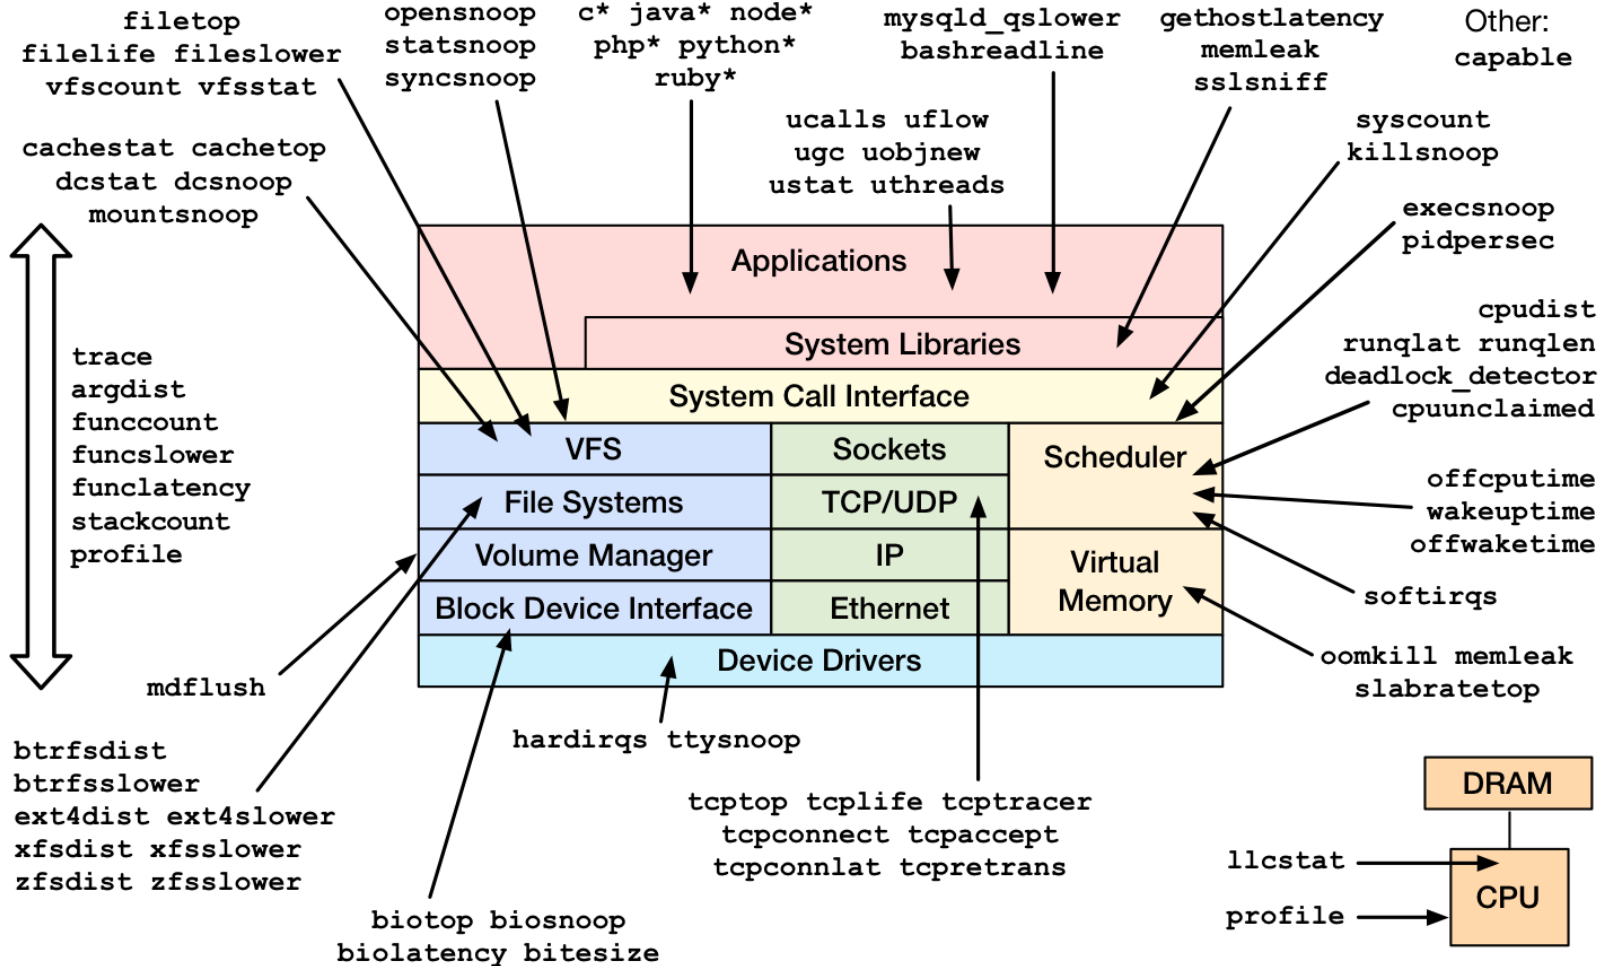 filetop
filelife fileslower
vfscount vfsstat
opensnoop
statsnoop
syncsnoop
c* java* node*
php* python*
ruby*
mysqld_qslower
bashreadline
gethostlatency
memleak
sslsniff
Other:
capable
ucalls uflow
ugc uobjnew
ustat uthreads
syscount
killsnoop
cachestat cachetop
dcstat dcsnoop
mountsnoop
execsnoop
pidpersec
trace
argdist
funccount
funcslower
funclatency
stackcount
profile
Applications
System Libraries
System Call Interface
VFS
File Systems
Volume Manager
Block Device Interface
Sockets
TCP/UDP
IP
Ethernet
Scheduler
Virtual
Memory
Device Drivers
cpudist
runqlat runqlen
deadlock_detector
cpuunclaimed
offcputime
wakeuptime
offwaketime
softirqs
oomkill memleak
slabratetop
mdflush
btrfsdist
btrfsslower
ext4dist ext4slower
xfsdist xfsslower
zfsdist zfsslower
hardirqs ttysnoop
biotop biosnoop
biolatency bitesize
tcptop tcplife tcptracer
tcpconnect tcpaccept
tcpconnlat tcpretrans
DRAM
llcstat
CPU
profile